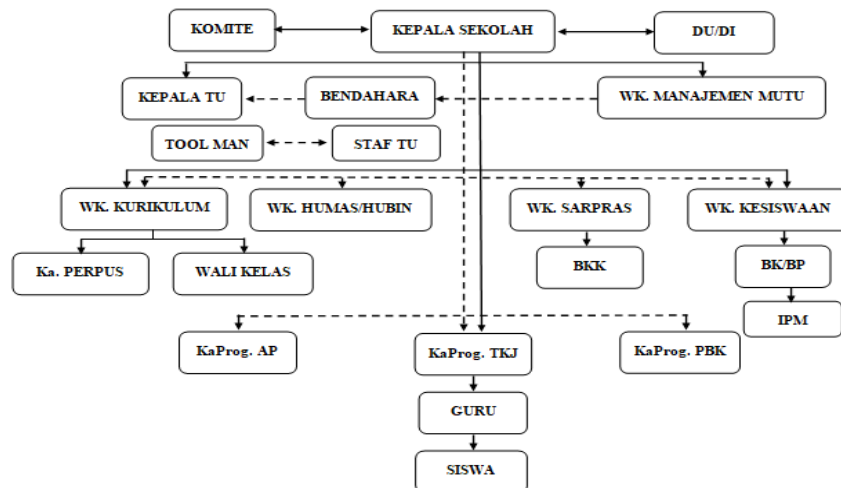 KOMITE
KEPALA SEKOLAH
DU/DI
KEPALA TU
BENDAHARA
WK. MANAJEMEN MUTU
TOOL MAN
STAF TU
WK. KURIKULUM
WK. HUMAS/HUBIN
WK. SARPRAS
WK. KESISWAAN
Ka. PERPUS
WALI KELAS
BKK
BK/BP
IPM
KaProg. AP
KaProg. TKJ
KaProg. PBK
GURU
SISWA